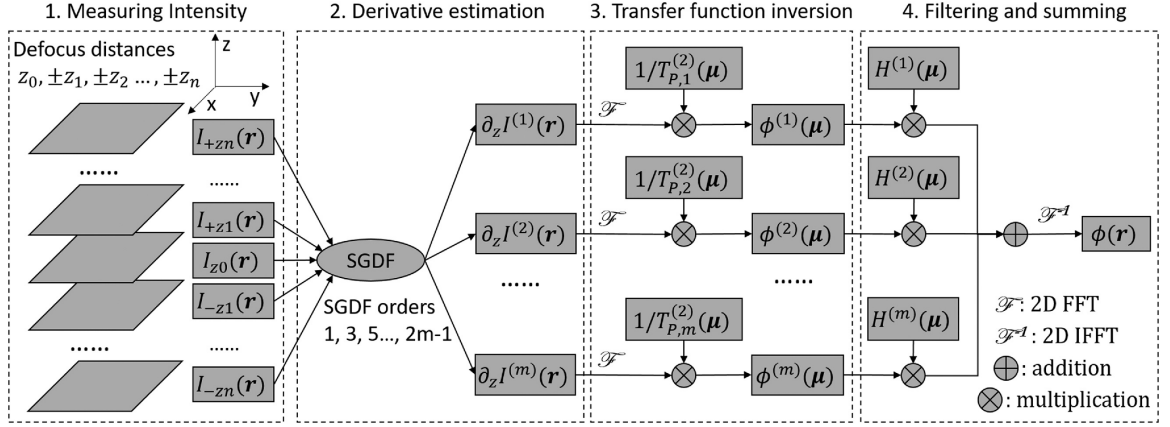 1. Measuring Intensity
2. Derivative estimation
3. Transfer function inversion
4. Filtering and summing
Defocus distances
z₀, ±z₁, ±z₂ ..., ±zₙ
z
y
x
I₊zn(r)
......
......
I₊z1(r)
Iz0(r)
I₋z1(r)
......
......
I₋zn(r)
SGDF
SGDF orders
1, 3, 5..., 2m-1
∂zI⁽¹⁾(r)
∂zI⁽²⁾(r)
......
∂zI⁽ᵐ⁾(r)
ℱ
1/T_{P,1}^{(2)}(μ)
ϕ⁽¹⁾(μ)
ℱ
1/T_{P,2}^{(2)}(μ)
ϕ⁽²⁾(μ)
......
ℱ
1/T_{P,m}^{(2)}(μ)
ϕ⁽ᵐ⁾(μ)
H⁽¹⁾(μ)
H⁽²⁾(μ)
H⁽ᵐ⁾(μ)
ℱ⁻¹
ϕ(r)
ℱ: 2D FFT
ℱ⁻¹: 2D IFFT
⊕: addition
⊗: multiplication